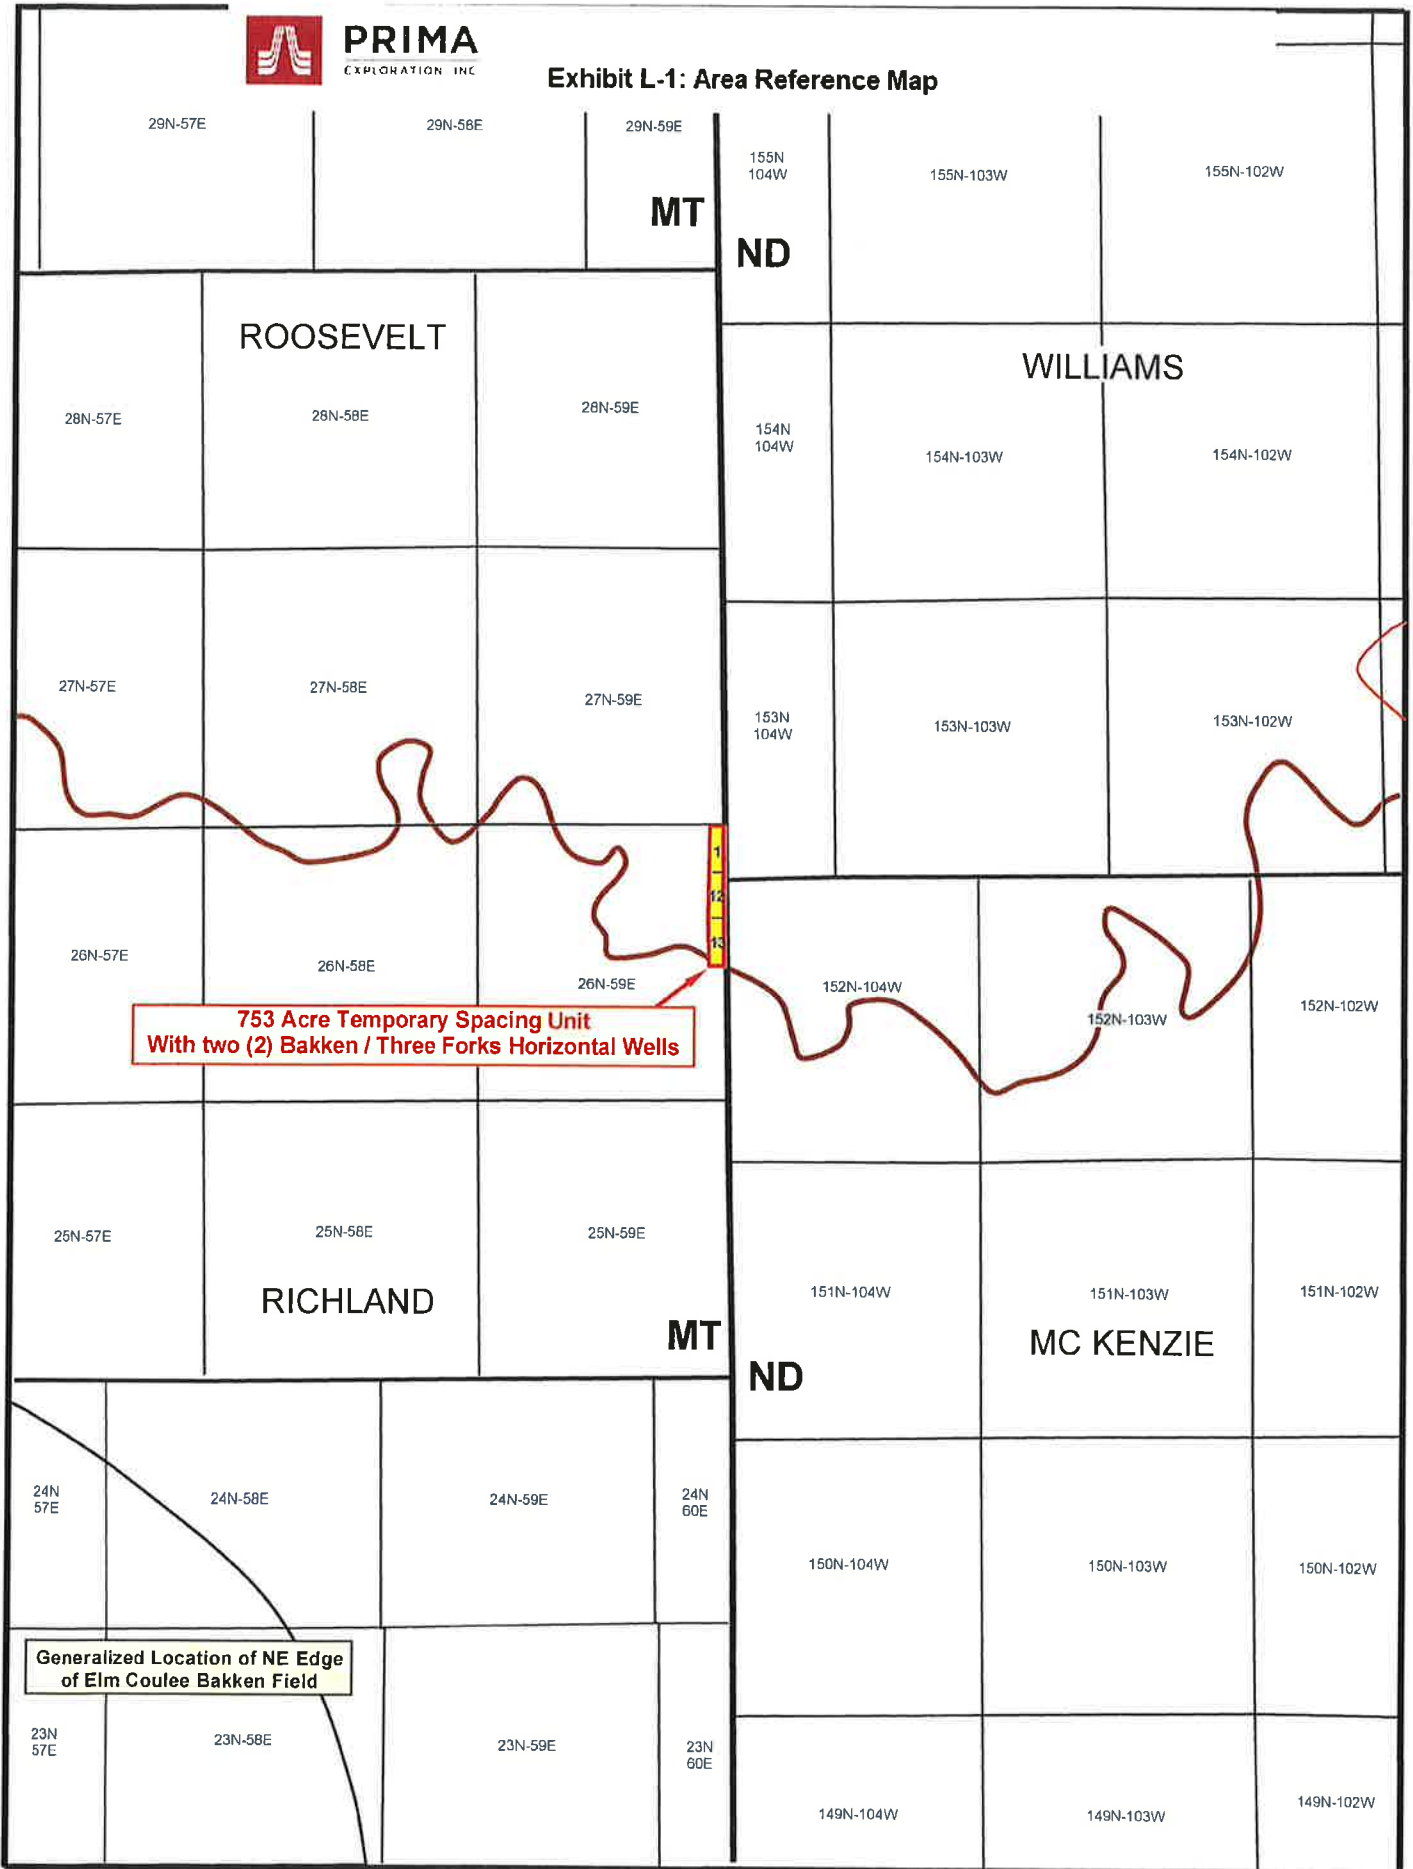 PRIMA
EXPLORATION INC
Exhibit L-1: Area Reference Map
29N-57E
29N-58E
29N-59E
155N
104W
155N-103W
155N-102W
MT
ND
ROOSEVELT
WILLIAMS
28N-57E
28N-58E
28N-59E
154N
104W
154N-103W
154N-102W
27N-57E
27N-58E
27N-59E
153N
104W
153N-103W
153N-102W
1
12
13
26N-57E
26N-58E
26N-59E
152N-104W
152N-103W
152N-102W
753 Acre Temporary Spacing Unit
With two (2) Bakken / Three Forks Horizontal Wells
25N-57E
25N-58E
25N-59E
151N-104W
151N-103W
151N-102W
RICHLAND
MT
ND
MC KENZIE
24N
57E
24N-58E
24N-59E
24N
60E
150N-104W
150N-103W
150N-102W
Generalized Location of NE Edge
of Elm Coulee Bakken Field
23N
57E
23N-58E
23N-59E
23N
60E
149N-104W
149N-103W
149N-102W